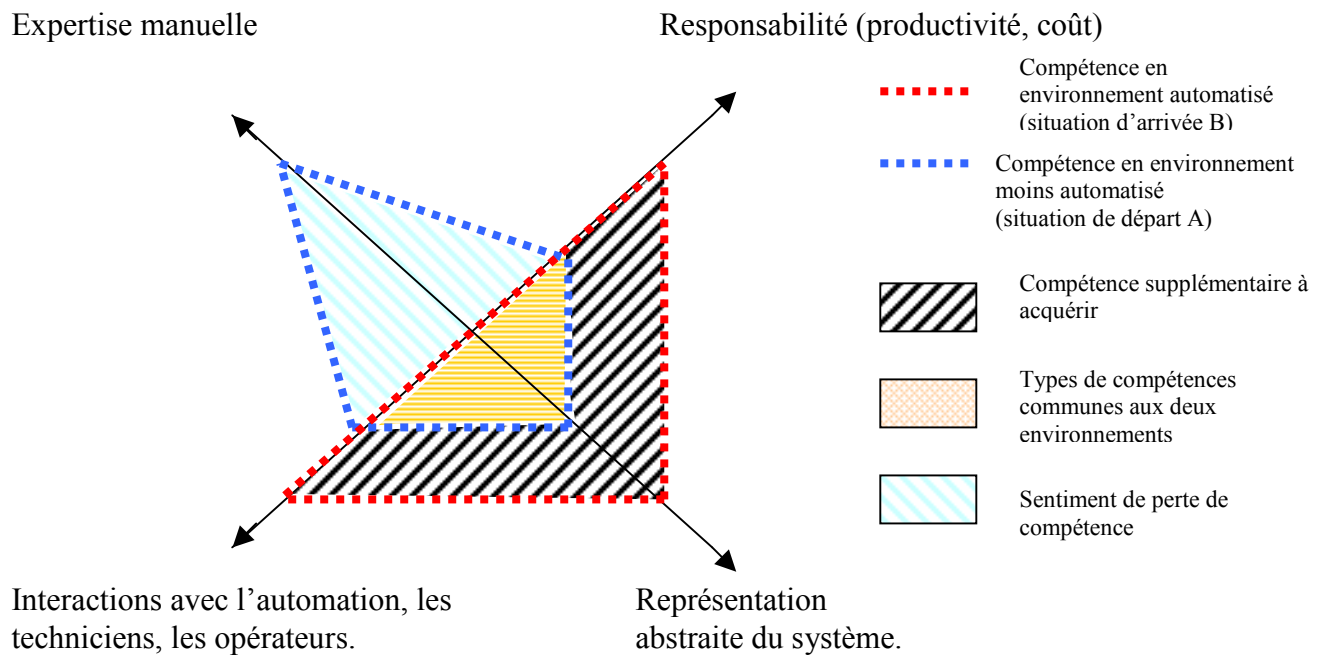 Expertise manuelle
Responsabilité (productivité, coût)
Compétence en
environnement automatisé
(situation d'arrivée B)
Compétence en environnement
moins automatisé
(situation de départ A)
Compétence supplémentaire à
acquérir
Types de compétences
communes aux deux
environnements
Sentiment de perte de
compétence
Interactions avec l'automation, les
techniciens, les opérateurs.
Représentation
abstraite du système.